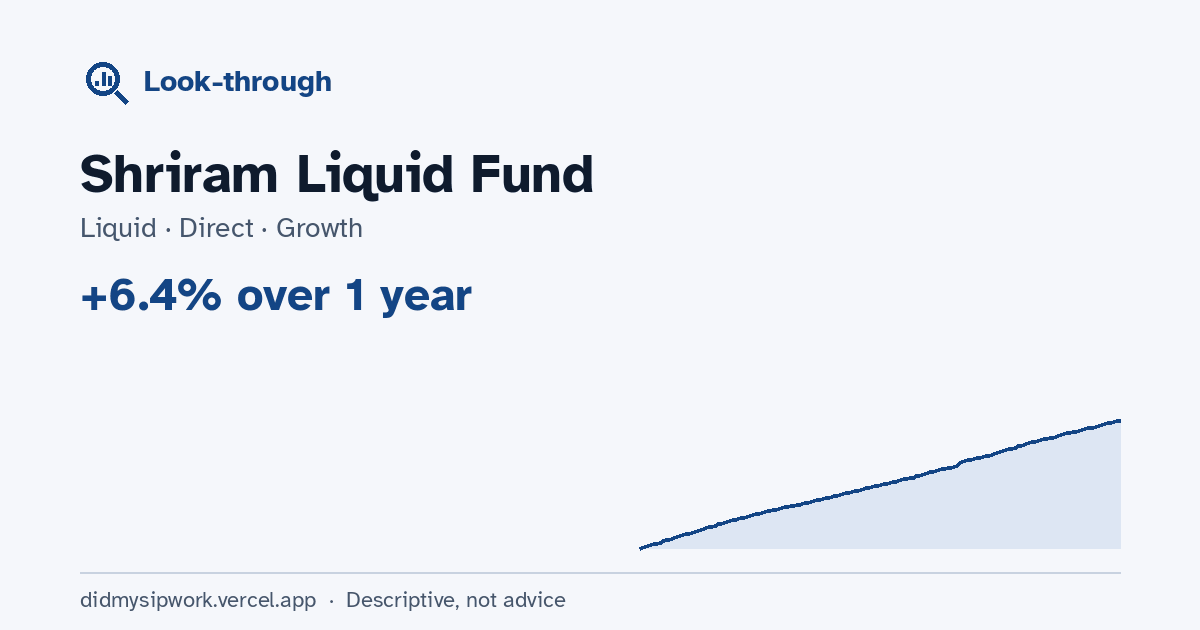 Look-through
Shriram Liquid Fund
Liquid · Direct · Growth
+6.4% over 1 year
didmysipwork.vercel.app · Descriptive, not advice